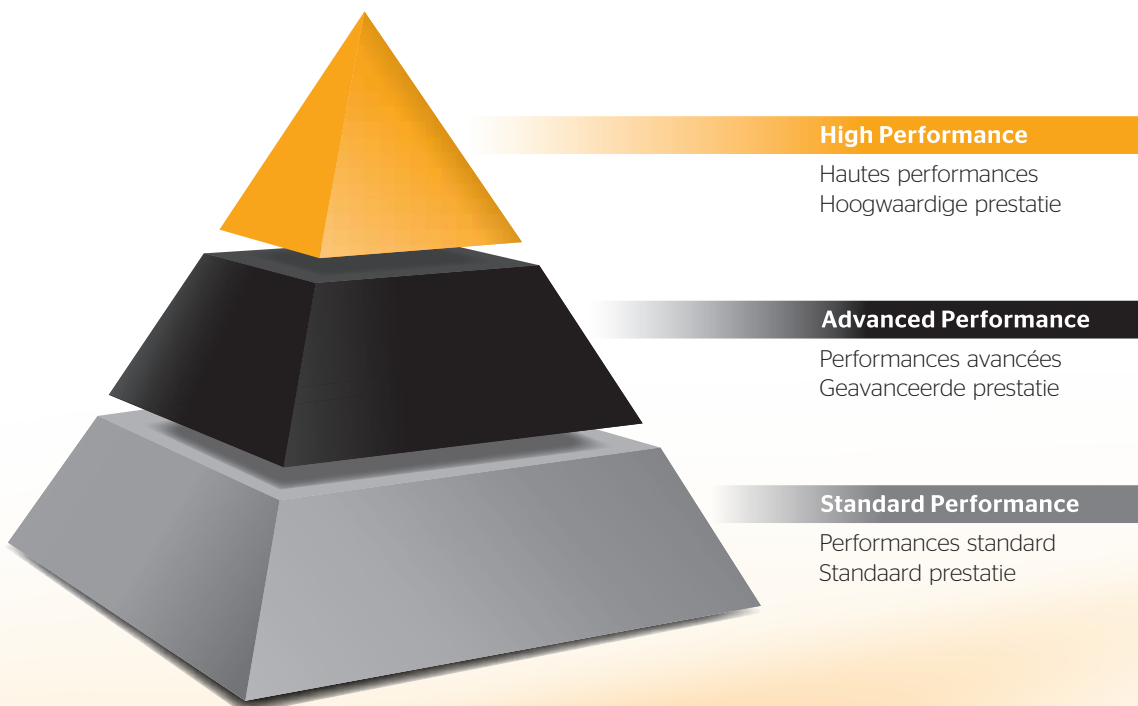 High Performance
Hautes performances
Hoogwaardige prestatie
Advanced Performance
Performances avancées
Geavanceerde prestatie
Standard Performance
Performances standard
Standaard prestatie